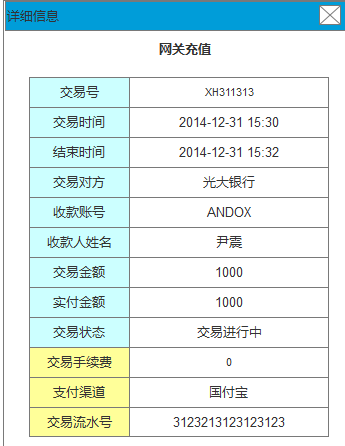 详细信息
网关充值
交易号 XH311313
交易时间 2014-12-31 15:30
结束时间 2014-12-31 15:32
交易对方 光大银行
收款账号 ANDOX
收款人姓名 尹震
交易金额 1000
实付金额 1000
交易状态 交易进行中
交易手续费 0
支付渠道 国付宝
交易流水号 3123213123123123